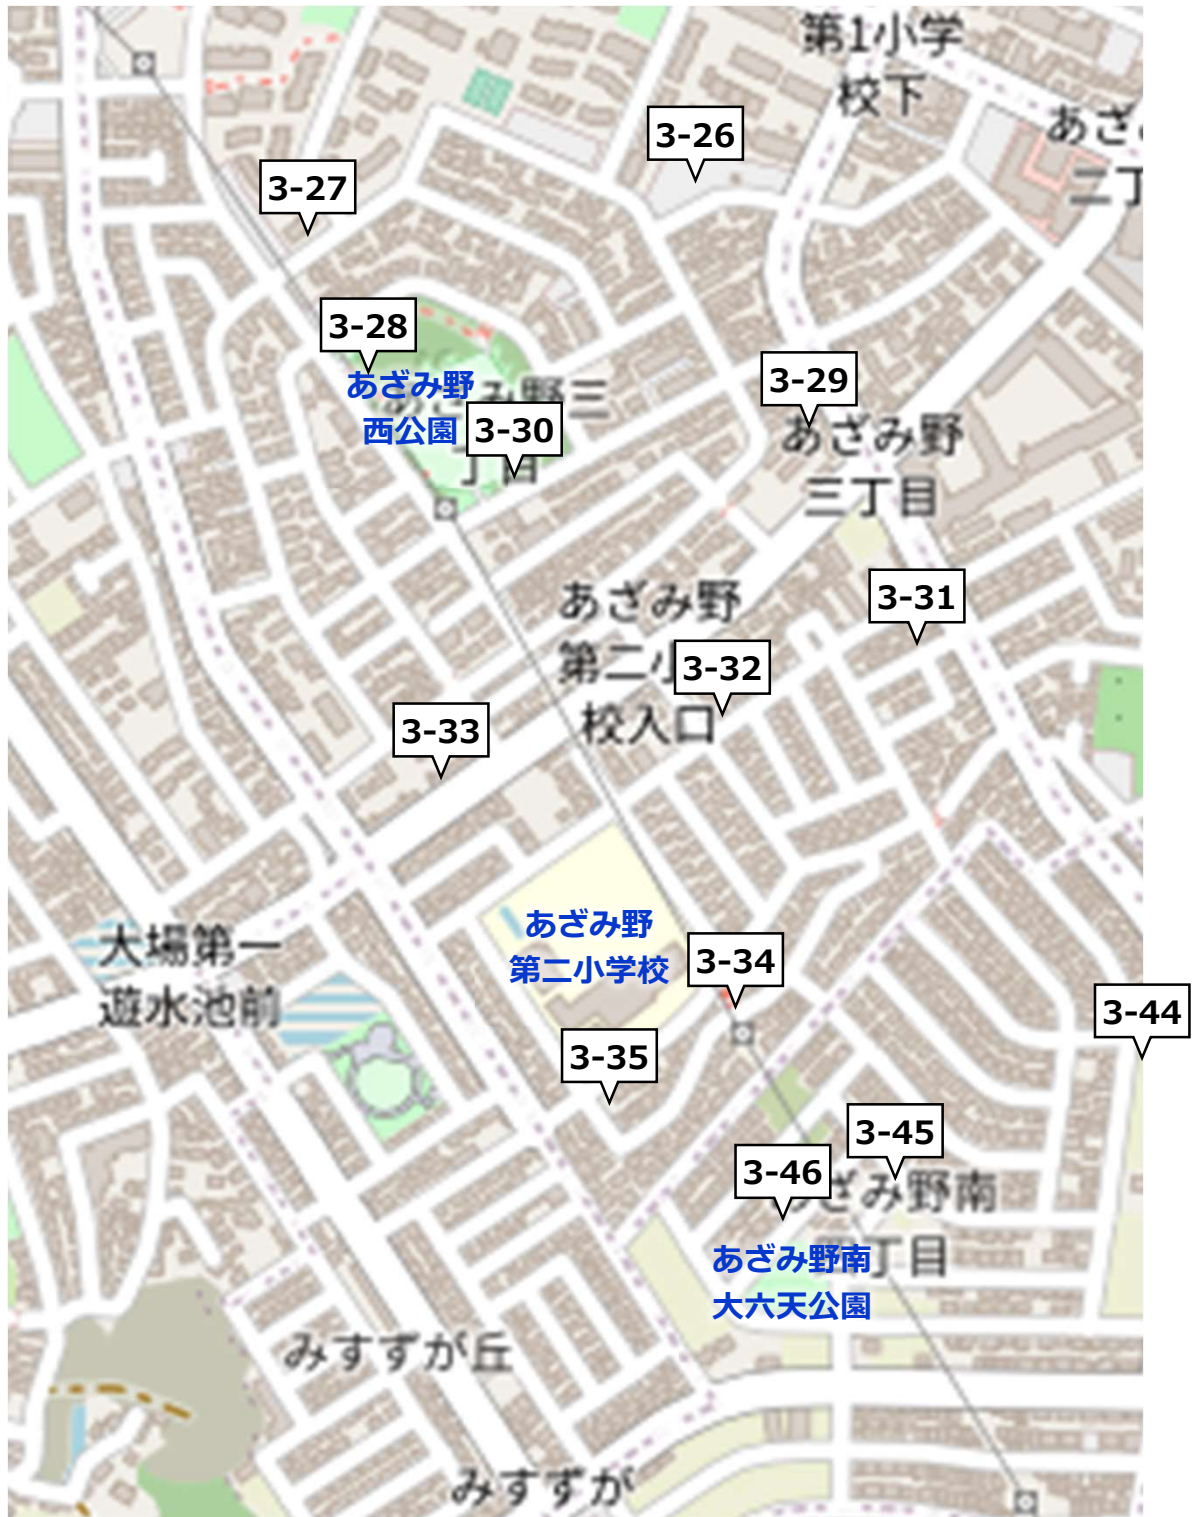 第1小学
校下
あざ
二丁
3-26
3-27
3-28
あざみ野
西公園
み野三
丁目
3-29
3-30
あざみ野
三丁目
3-31
あざみ野
第二小
校入口
3-32
3-33
あざみ野
第二小学校
3-34
大場第一
遊水池前
3-35
3-44
3-45
3-46
ざみ野南
丁目
あざみ野南
大六天公園
みすずが丘
みすずが